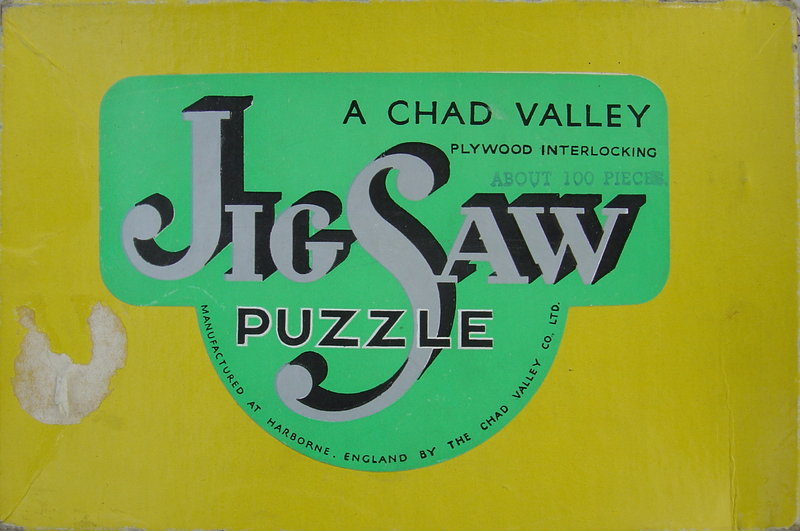 A CHAD VALLEY
PLYWOOD INTERLOCKING
ABOUT 100 PIECES.
JIGSAW
PUZZLE
MANUFACTURED AT HARBORNE, ENGLAND BY THE CHAD VALLEY CO. LTD.